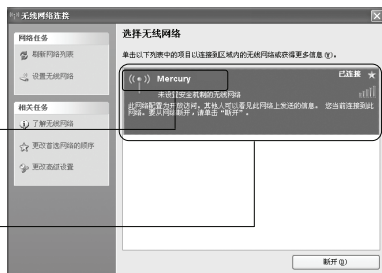 无线网络连接
网络任务
刷新网络列表
设置无线网络
相关任务
了解无线网络
更改首选网络的顺序
更改高级设置
选择无线网络
单击以下列表中的项目以连接到区域内的无线网络或获得更多信息(W)。
Mercury
已连接
未设置安全机制的无线网络
此网络配置为开放访问。其他人可以看见此网络上发送的信息。 您当前连接到此
网络。要从网络断开，请单击“断开”。
断开(D)